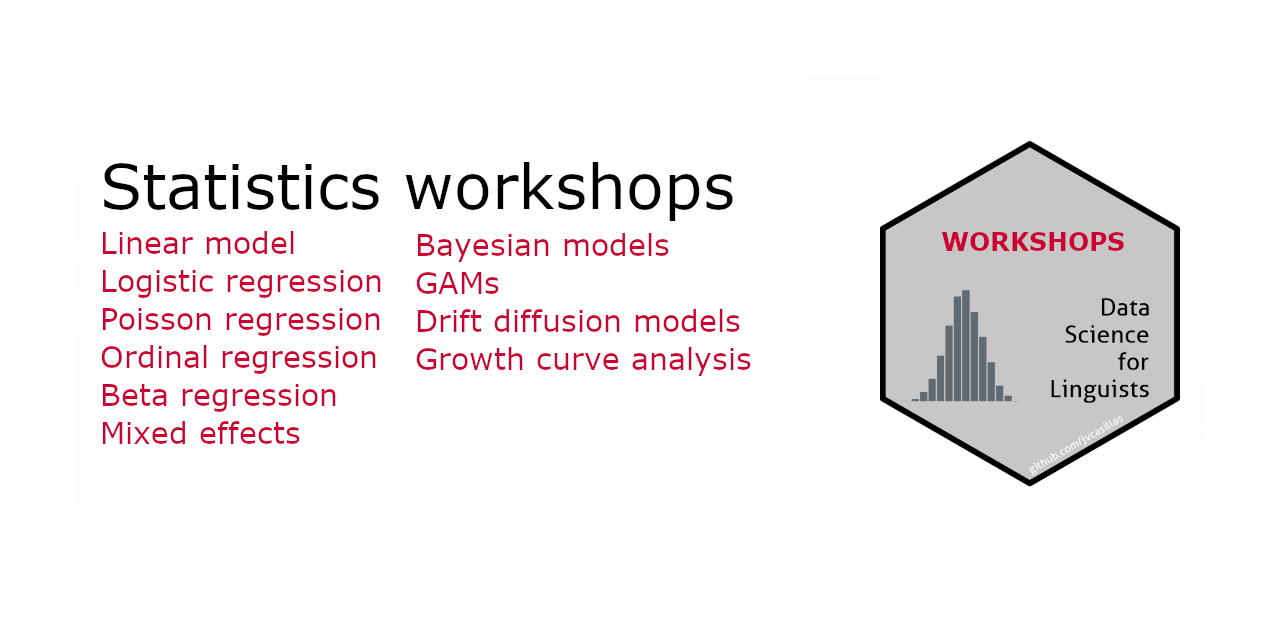 Statistics workshops
Linear model
Logistic regression
Poisson regression
Ordinal regression
Beta regression
Mixed effects
Bayesian models
GAMs
Drift diffusion models
Growth curve analysis
WORKSHOPS
Data
Science
for
Linguists
github.com/jvcasillas